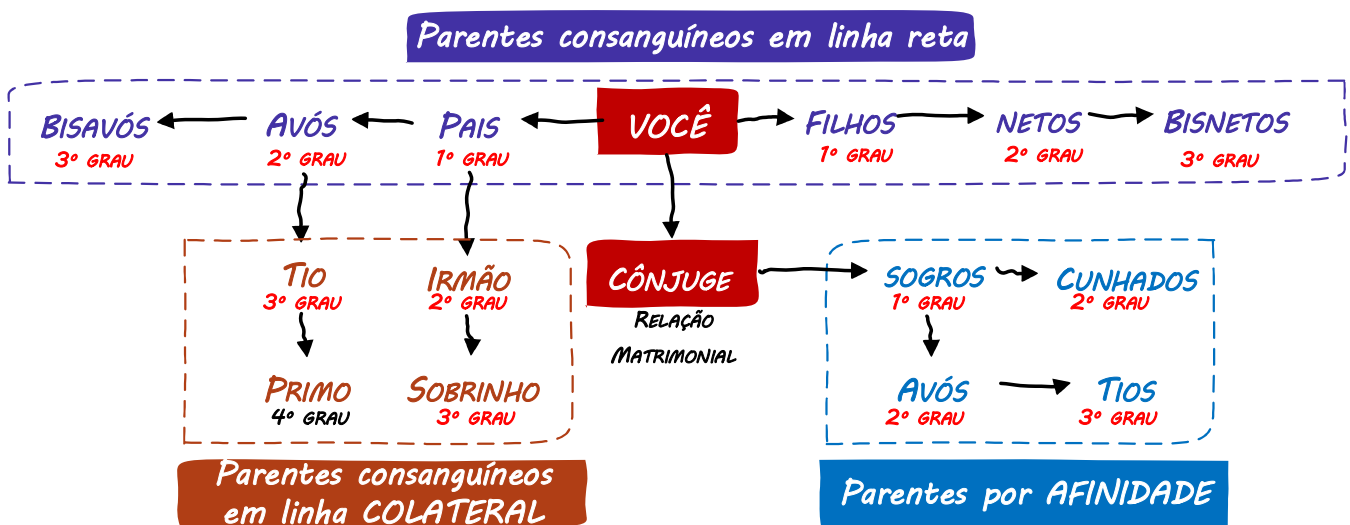 Parentes consanguíneos em linha reta
BISAVÓS
3º GRAU
AVÓS
2º GRAU
PAIS
1º GRAU
VOCÊ
FILHOS
1º GRAU
NETOS
2º GRAU
BISNETOS
3º GRAU
TIO
3º GRAU
IRMÃO
2º GRAU
PRIMO
4º GRAU
SOBRINHO
3º GRAU
CÔNJUGE
RELAÇÃO
MATRIMONIAL
SOGROS
1º GRAU
CUNHADOS
2º GRAU
AVÓS
2º GRAU
TIOS
3º GRAU
Parentes consanguíneos
em linha COLATERAL
Parentes por AFINIDADE